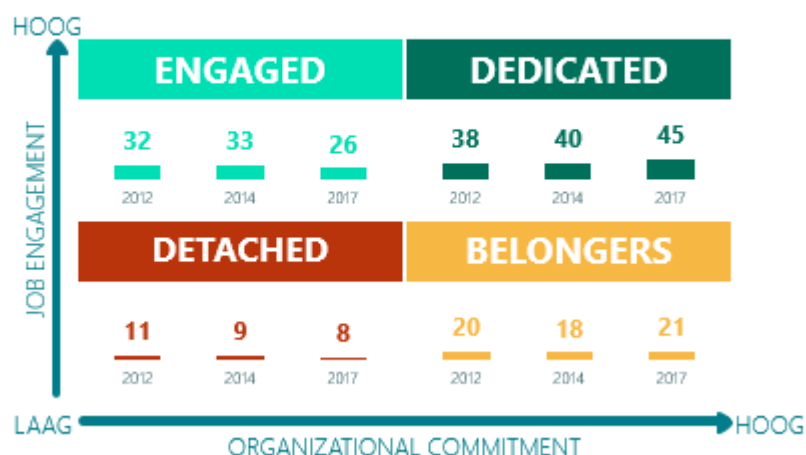 HOOG
ENGAGED DEDICATED
32 33 26 38 40 45
2012 2014 2017 2012 2014 2017
JOB ENGAGEMENT
DETACHED BELONGERS
11 9 8 20 18 21
2012 2014 2017 2012 2014 2017
LAAG HOOG
ORGANIZATIONAL COMMITMENT